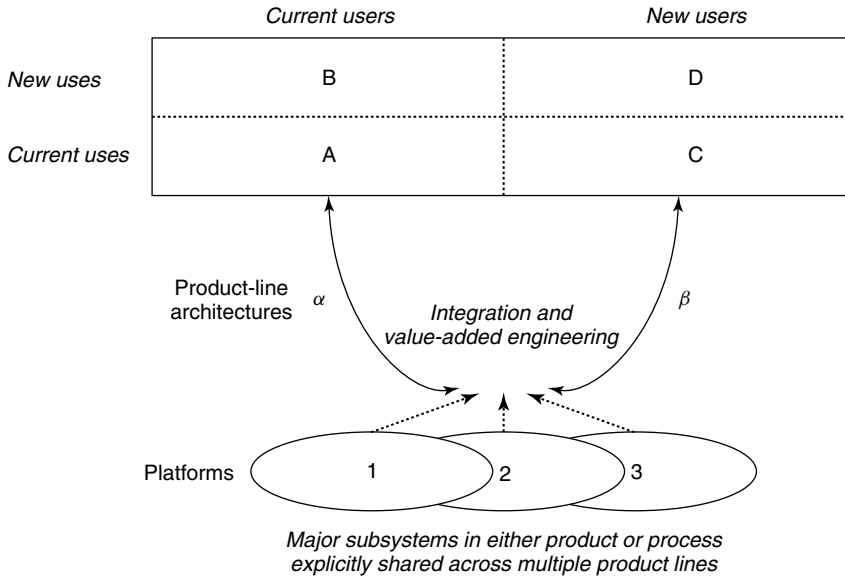 Current users
New users
New uses
B
D
Current uses
A
C
Product-line
architectures
α
Integration and
value-added engineering
β
Platforms
1
2
3
Major subsystems in either product or process
explicitly shared across multiple product lines